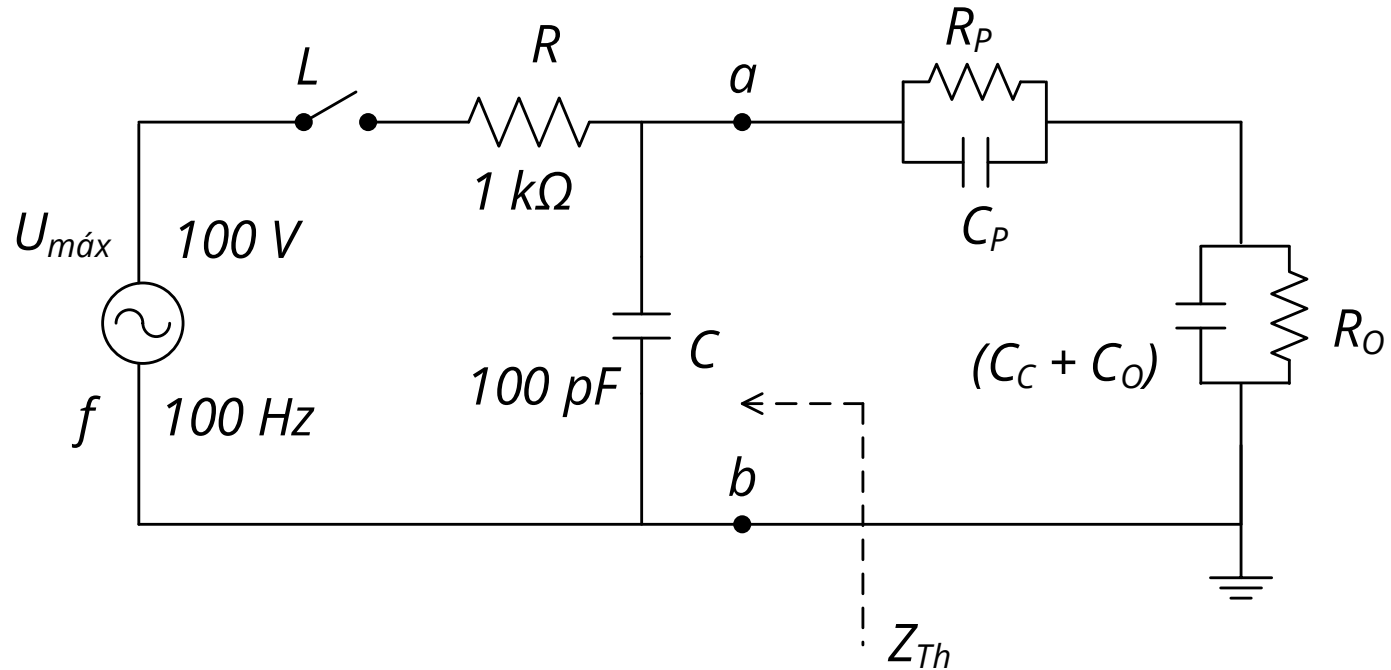 R_P
R
L
a
1 kΩ
C_P
U_máx
100 V
R_O
C
(C_C + C_O)
100 pF
f
100 Hz
b
Z_Th